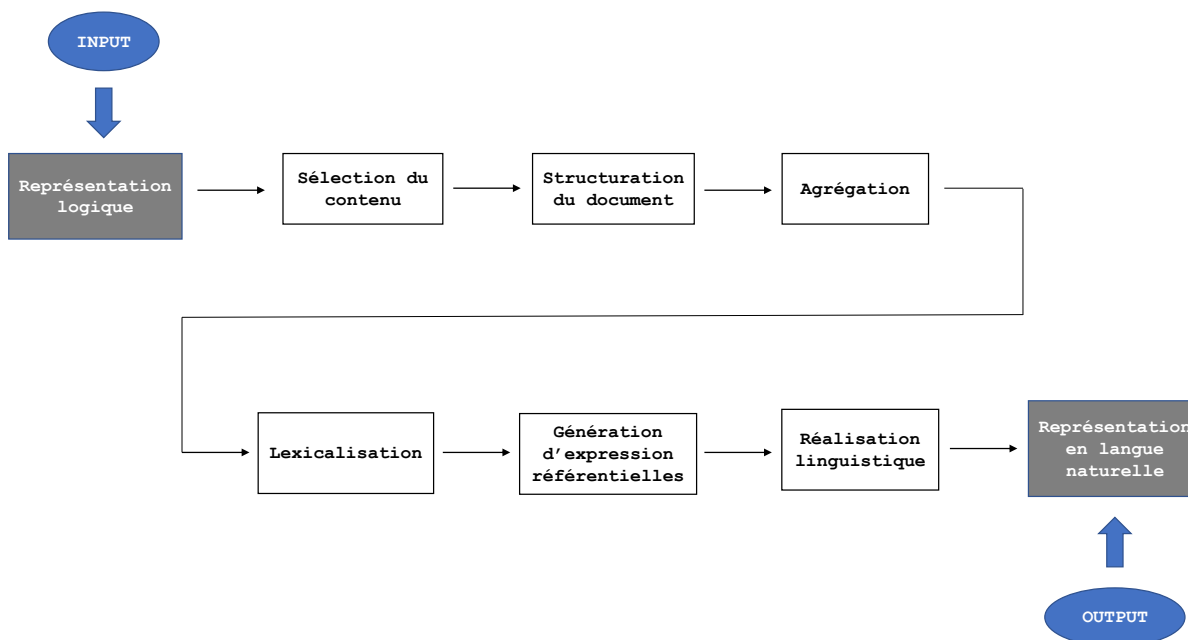 INPUT
Représentation
logique
Sélection du
contenu
Structuration
du document
Agrégation
Lexicalisation
Génération
d'expression
référentielles
Réalisation
linguistique
Représentation
en langue
naturelle
OUTPUT